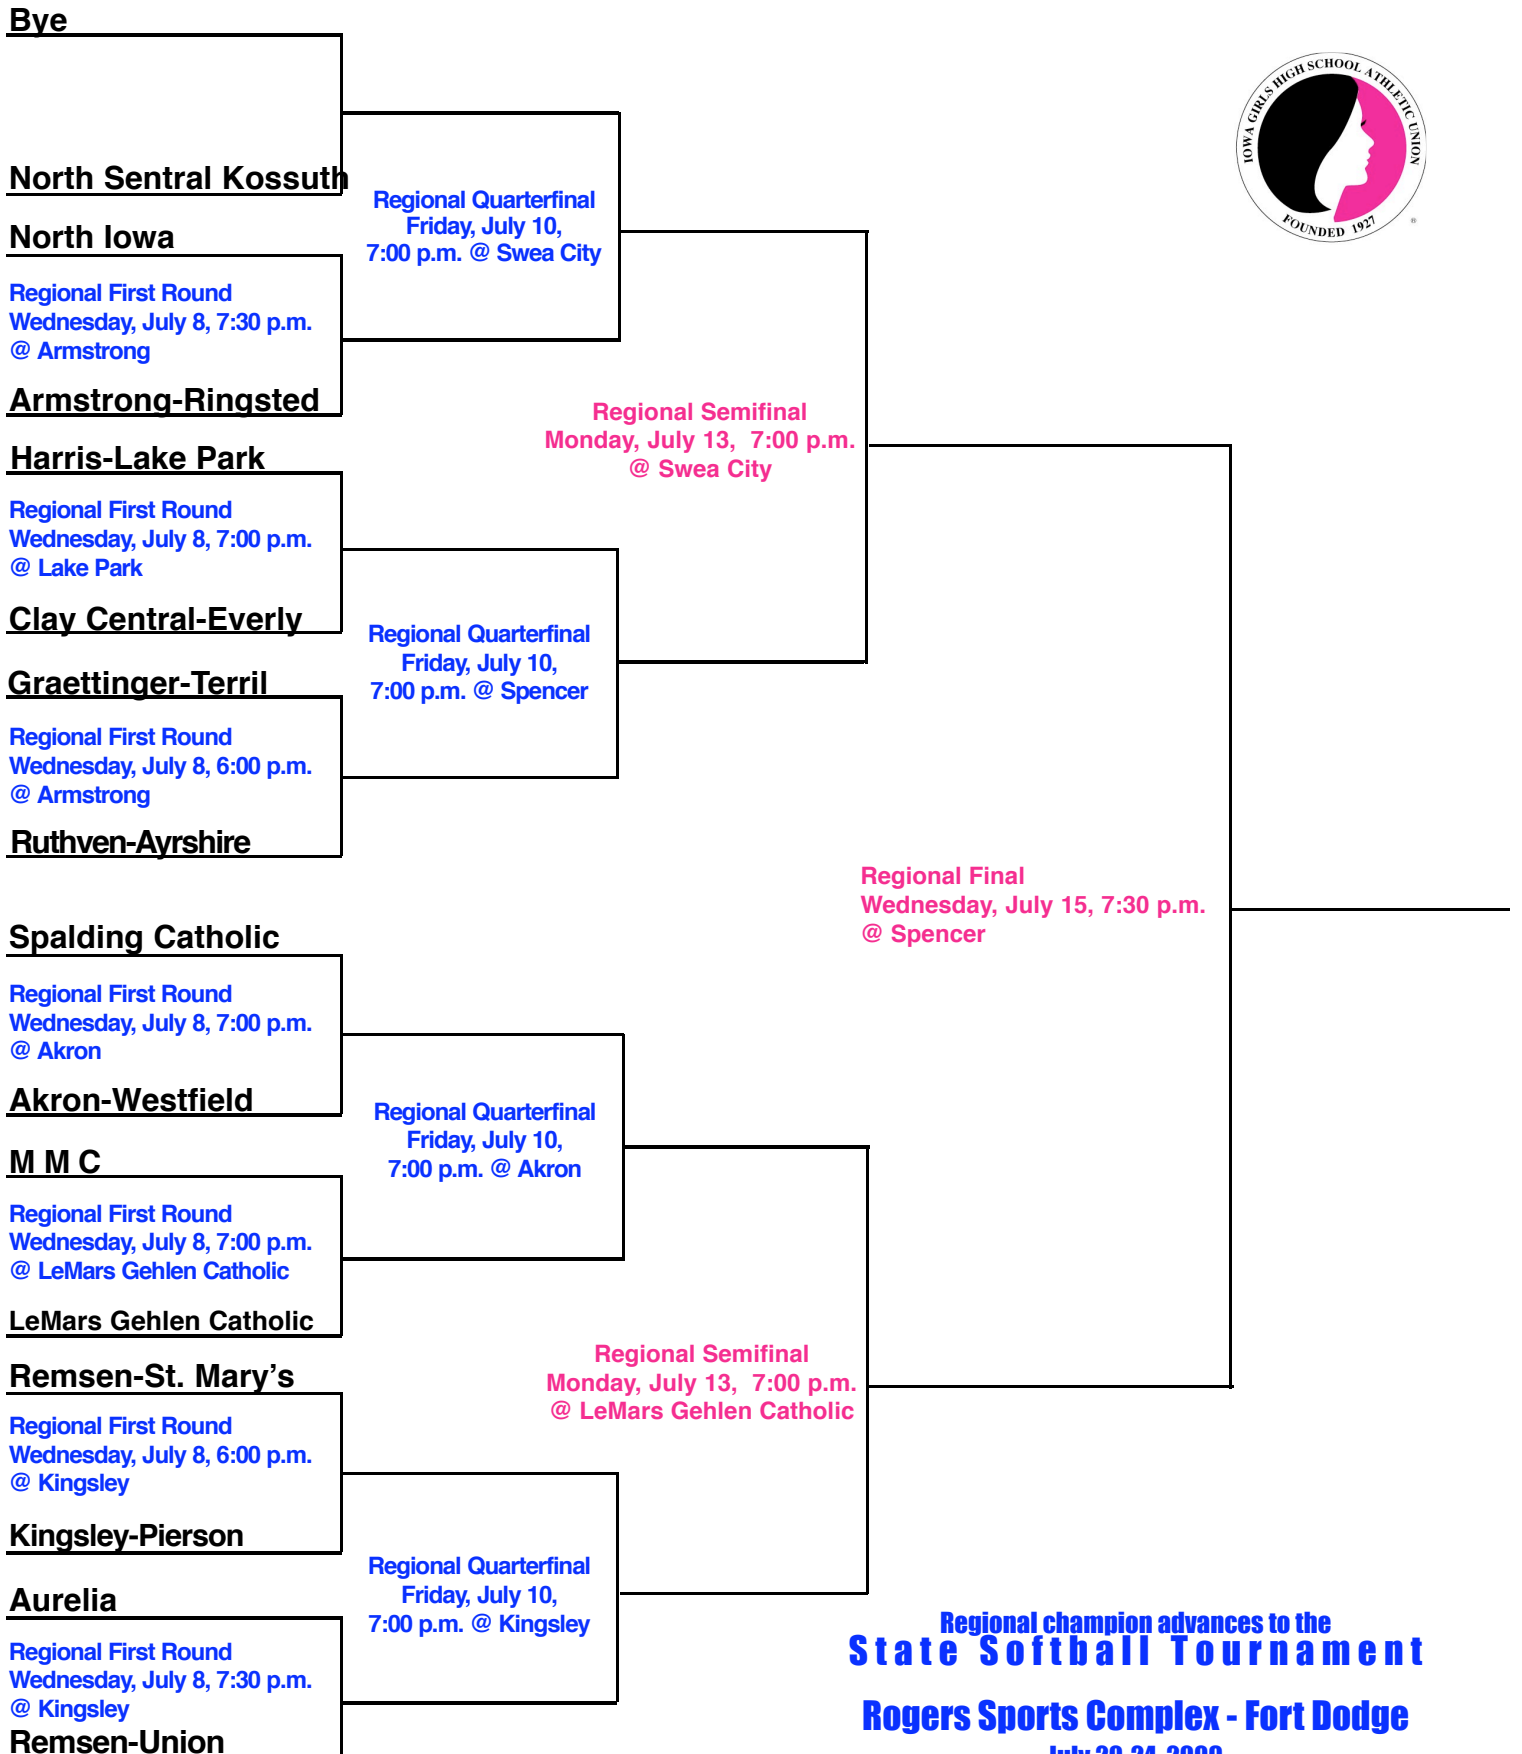 Bye
North Sentral Kossuth
North Iowa
Regional First Round
Wednesday, July 8, 7:30 p.m.
@ Armstrong
Armstrong-Ringsted
Harris-Lake Park
Regional First Round
Wednesday, July 8, 7:00 p.m.
@ Lake Park
Clay Central-Everly
Graettinger-Terril
Regional First Round
Wednesday, July 8, 6:00 p.m.
@ Armstrong
Ruthven-Ayrshire
Spalding Catholic
Regional First Round
Wednesday, July 8, 7:00 p.m.
@ Akron
Akron-Westfield
M M C
Regional First Round
Wednesday, July 8, 7:00 p.m.
@ LeMars Gehlen Catholic
LeMars Gehlen Catholic
Remsen-St. Mary’s
Regional First Round
Wednesday, July 8, 6:00 p.m.
@ Kingsley
Kingsley-Pierson
Aurelia
Regional First Round
Wednesday, July 8, 7:30 p.m.
@ Kingsley
Remsen-Union
Regional Quarterfinal
Friday, July 10,
7:00 p.m. @ Swea City
Regional Quarterfinal
Friday, July 10,
7:00 p.m. @ Spencer
Regional Quarterfinal
Friday, July 10,
7:00 p.m. @ Akron
Regional Quarterfinal
Friday, July 10,
7:00 p.m. @ Kingsley
Regional Semifinal
Monday, July 13, 7:00 p.m.
@ Swea City
Regional Semifinal
Monday, July 13, 7:00 p.m.
@ LeMars Gehlen Catholic
Regional Final
Wednesday, July 15, 7:30 p.m.
@ Spencer
IOWA GIRLS HIGH SCHOOL ATHLETIC UNION
FOUNDED 1927
®
Regional champion advances to the
State Softball Tournament
Rogers Sports Complex - Fort Dodge
July 20-24, 2009